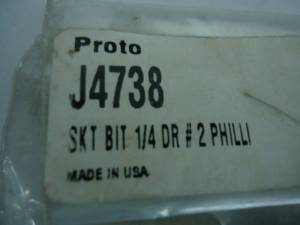 Proto
J4738
SKT BIT 1/4 DR # 2 PHILLI
MADE IN USA